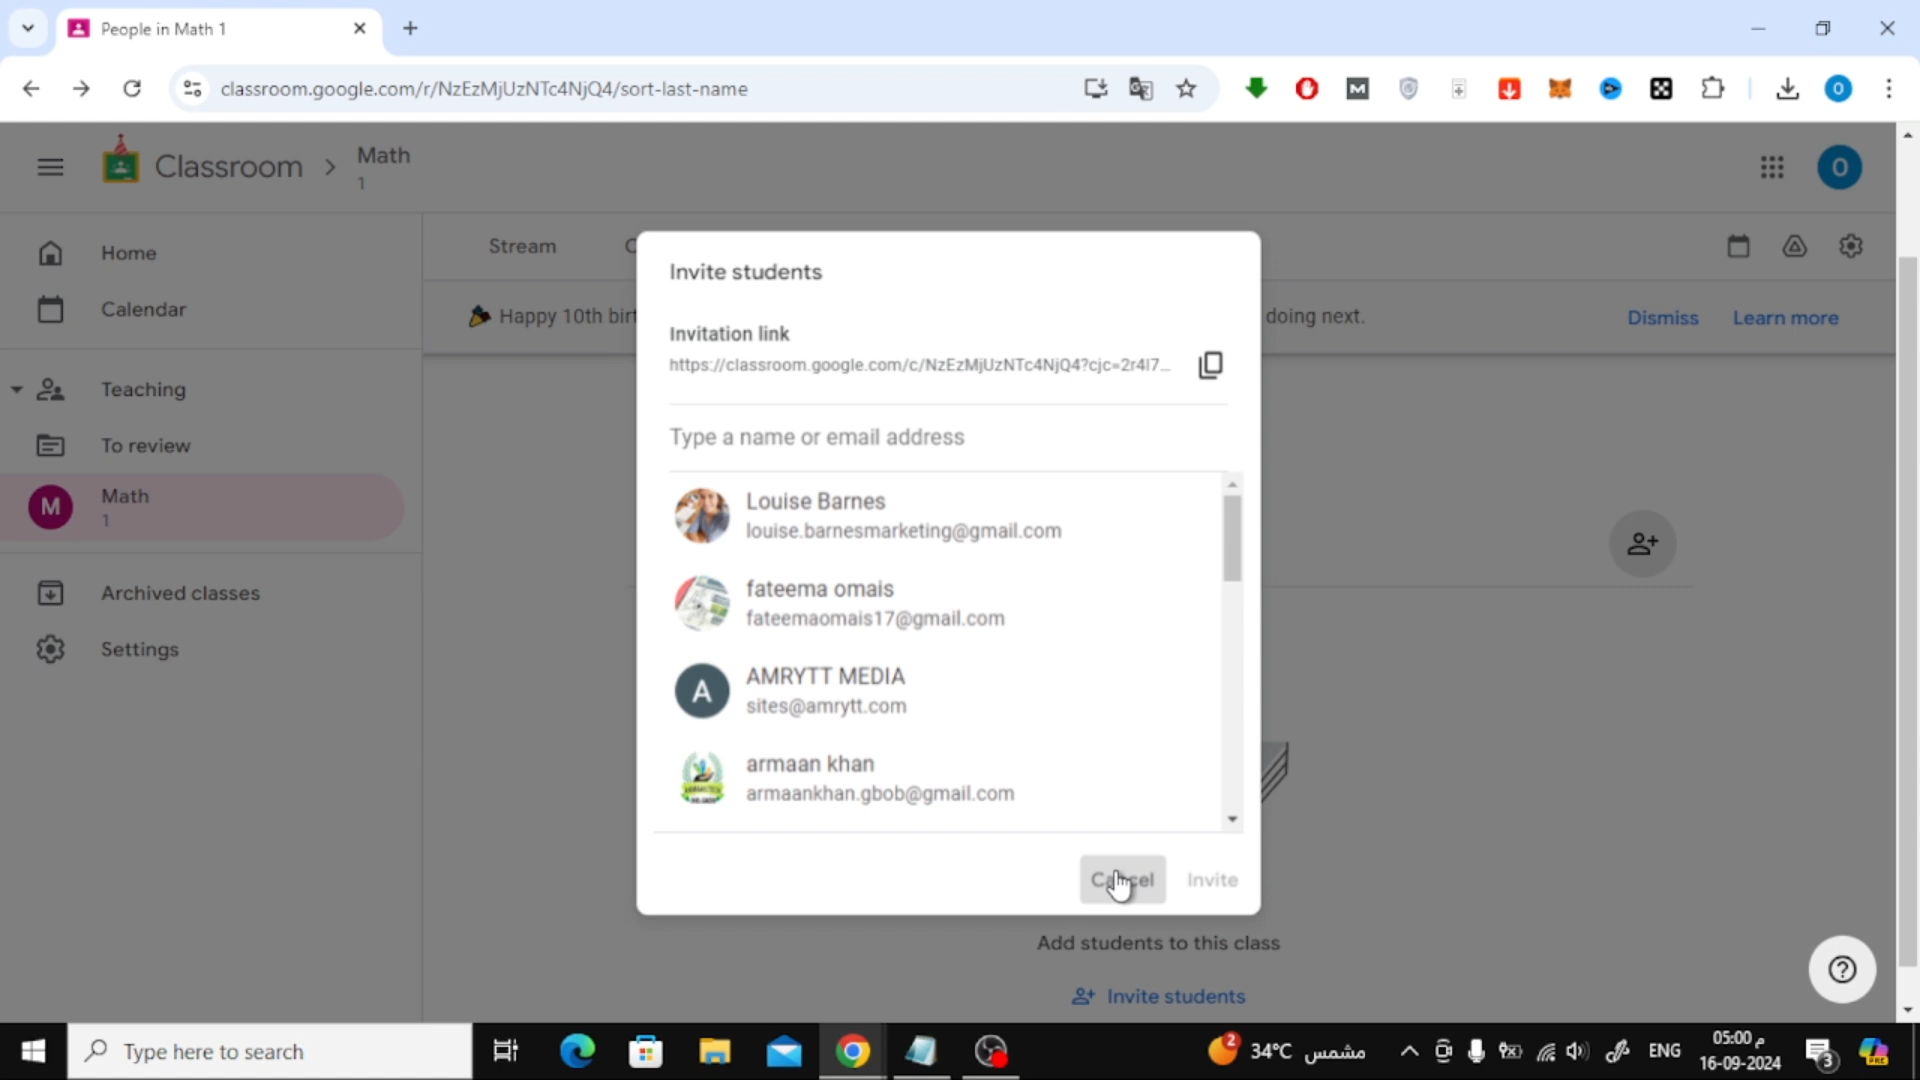 People in Math 1
classroom.google.com/r/NzEzMjUzNTc4NjQ4/sort-last-name
O
Classroom
Math
1
O
Home
Calendar
Teaching
To review
M
Math
1
Archived classes
Settings
Stream
C
Happy 10th birt
doing next.
Dismiss
Learn more
Invite students
Invitation link
https://classroom.google.com/c/NzEzMjUzNTc4NjQ4?cjc=2r4l7...
Type a name or email address
Louise Barnes
louise.barnesmarketing@gmail.com
fateema omais
fateemaomais17@gmail.com
A
AMRYTT MEDIA
sites@amrytt.com
armaan khan
armaankhan.gbob@gmail.com
Cancel
Invite
Add students to this class
Invite students
Type here to search
2
34°C مشمس
ENG
05:00 م
16-09-2024
3
PRE